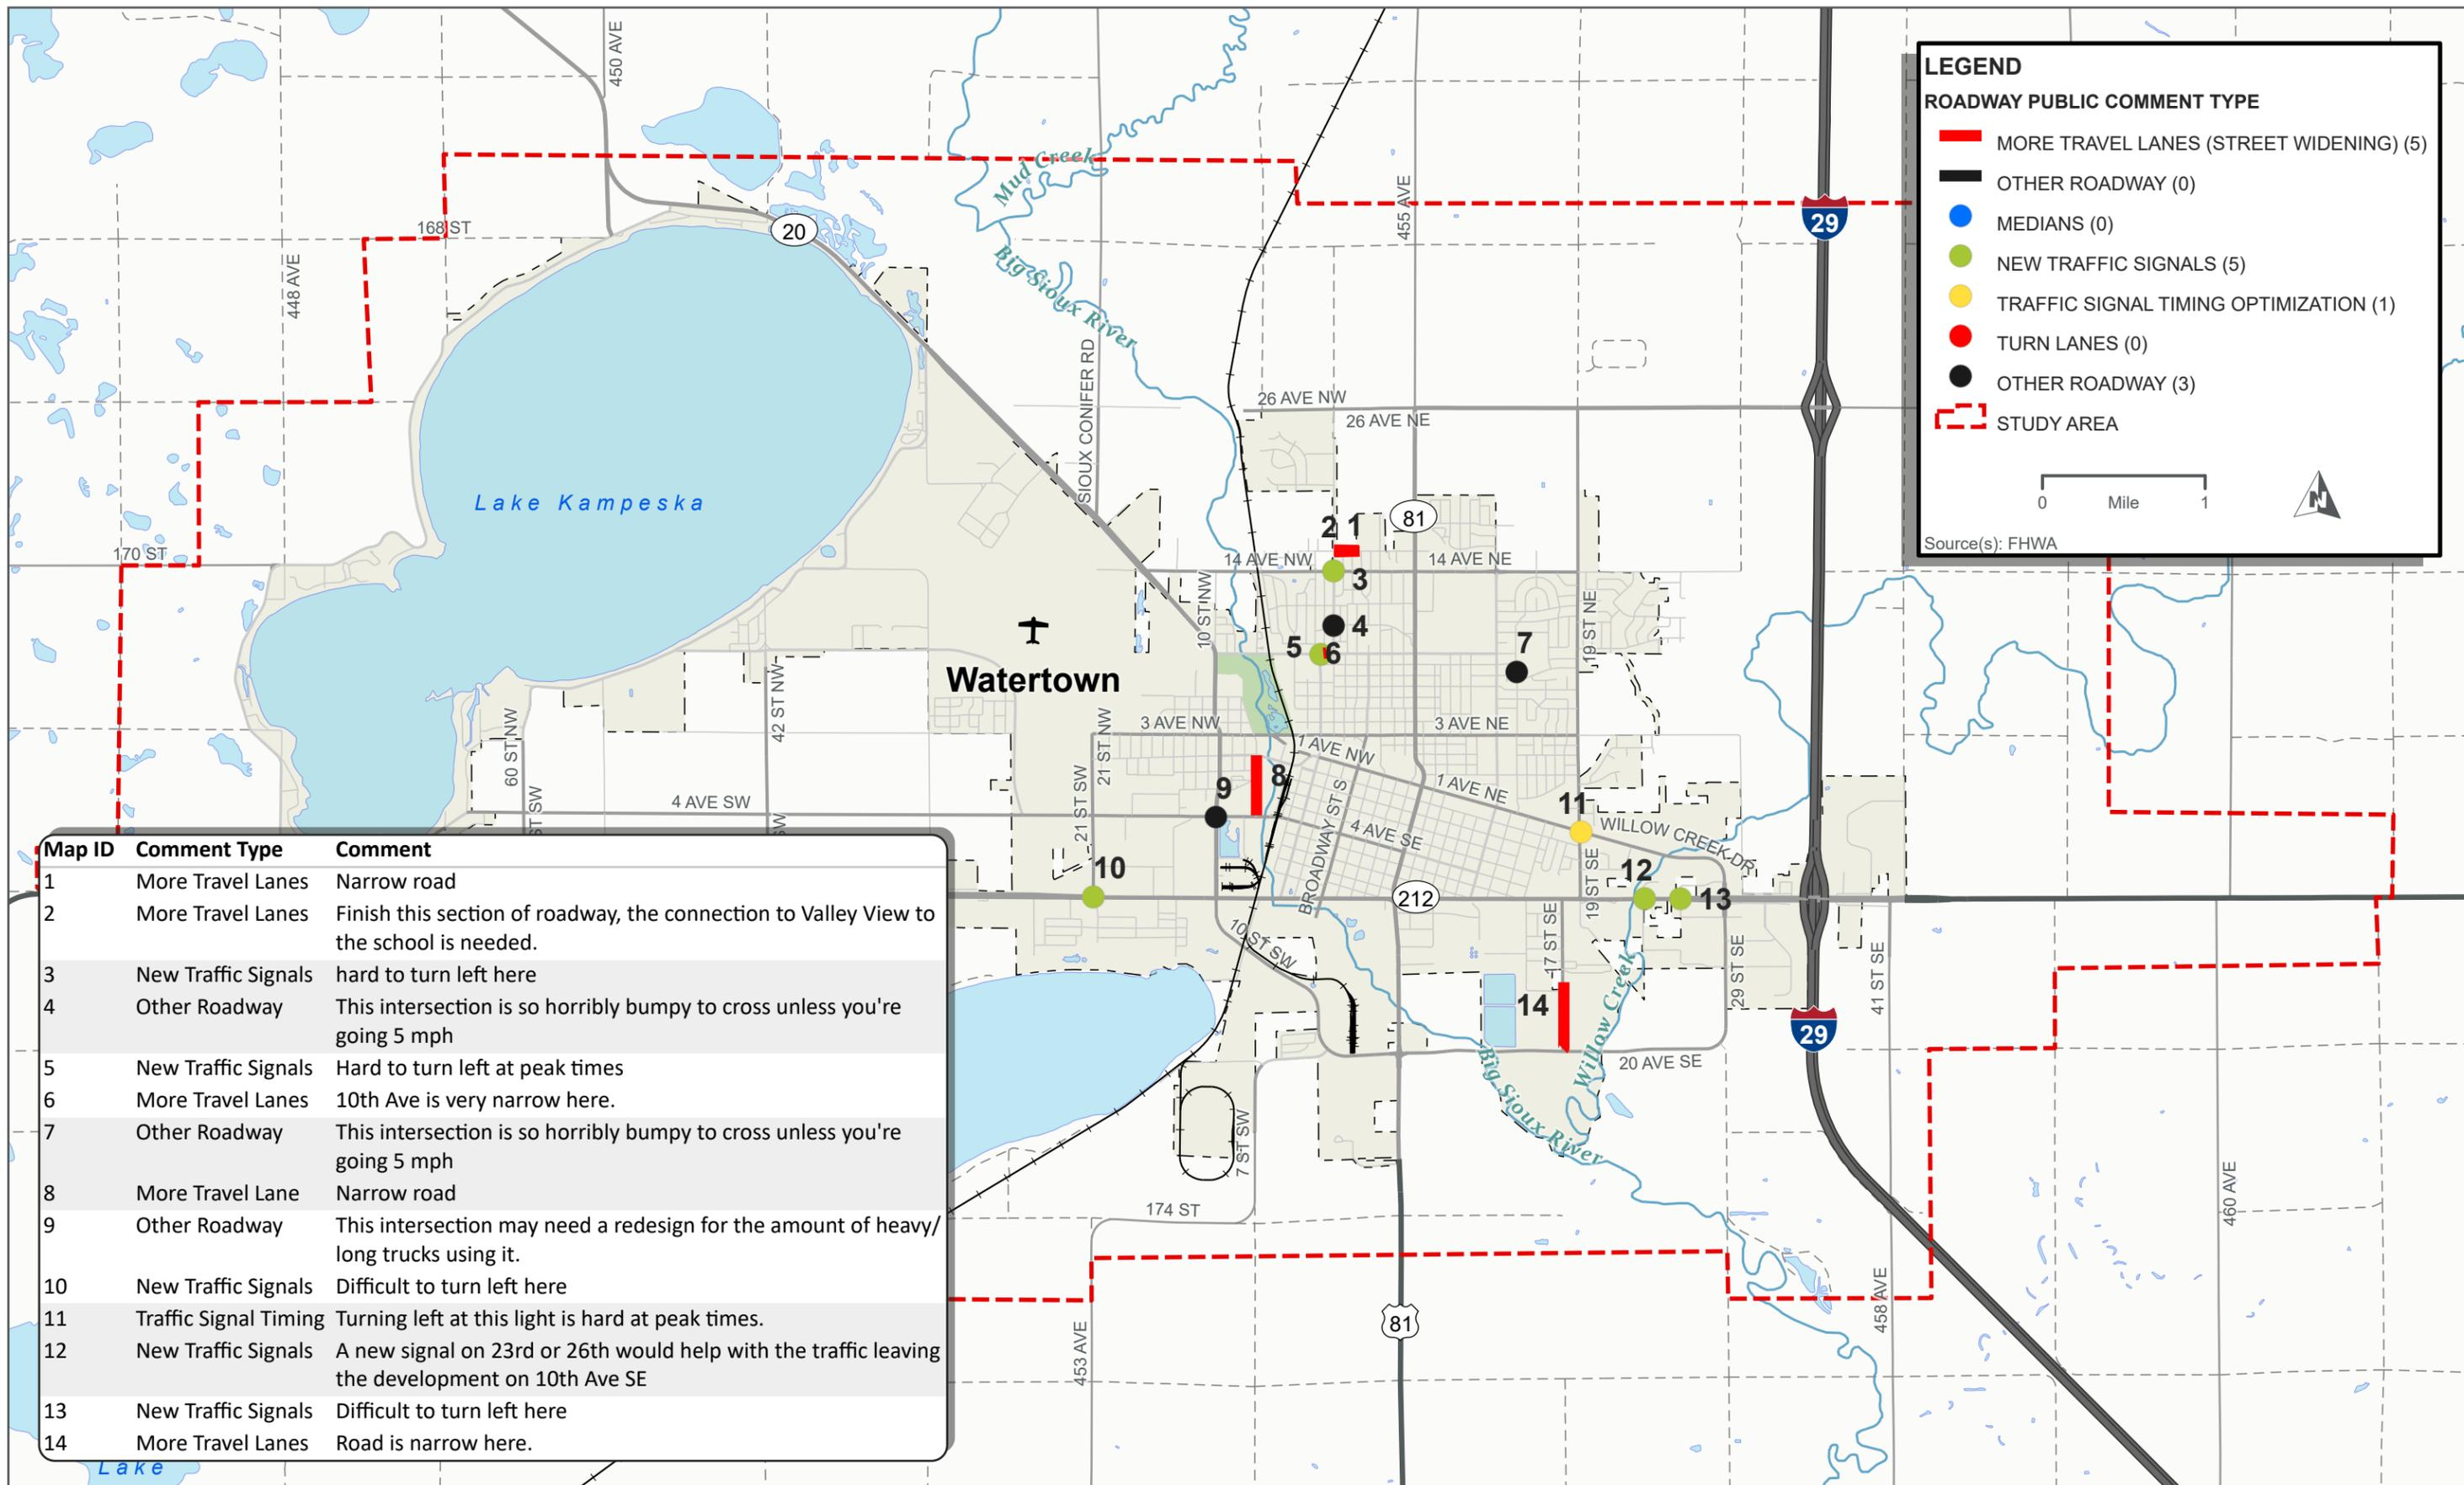 450 AVE
Mud Creek
455 AVE
168 ST
20
29
448 AVE
Big Sioux River
SIOUX CONIFER RD
26 AVE NW
26 AVE NE
Lake Kampeska
81
2 1
170 ST
14 AVE NW
14 AVE NE
3
10 ST NW
19 ST NE
4
5
6
7
Watertown
42 ST NW
60 ST NW
21 ST NW
3 AVE NW
3 AVE NE
1 AVE NW
8
9
1 AVE NE
4 AVE SW
ST SW
SW
21 ST SW
BROADWAY ST S
4 AVE SE
11
WILLOW CREEK DR
10
12
13
212
19 ST SE
10 ST SW
17 ST SE
29 ST SE
41 ST SE
14
Willow Creek
29
20 AVE SE
Big Sioux River
7 ST SW
174 ST
460 AVE
458 AVE
81
453 AVE
Lake
LEGEND
ROADWAY PUBLIC COMMENT TYPE
MORE TRAVEL LANES (STREET WIDENING) (5)
OTHER ROADWAY (0)
MEDIANS (0)
NEW TRAFFIC SIGNALS (5)
TRAFFIC SIGNAL TIMING OPTIMIZATION (1)
TURN LANES (0)
OTHER ROADWAY (3)
STUDY AREA
0 Mile 1
N
Source(s): FHWA
Map ID Comment Type Comment
1 More Travel Lanes Narrow road
2 More Travel Lanes Finish this section of roadway, the connection to Valley View to
the school is needed.
3 New Traffic Signals hard to turn left here
4 Other Roadway This intersection is so horribly bumpy to cross unless you're
going 5 mph
5 New Traffic Signals Hard to turn left at peak times
6 More Travel Lanes 10th Ave is very narrow here.
7 Other Roadway This intersection is so horribly bumpy to cross unless you're
going 5 mph
8 More Travel Lane Narrow road
9 Other Roadway This intersection may need a redesign for the amount of heavy/
long trucks using it.
10 New Traffic Signals Difficult to turn left here
11 Traffic Signal Timing Turning left at this light is hard at peak times.
12 New Traffic Signals A new signal on 23rd or 26th would help with the traffic leaving
the development on 10th Ave SE
13 New Traffic Signals Difficult to turn left here
14 More Travel Lanes Road is narrow here.